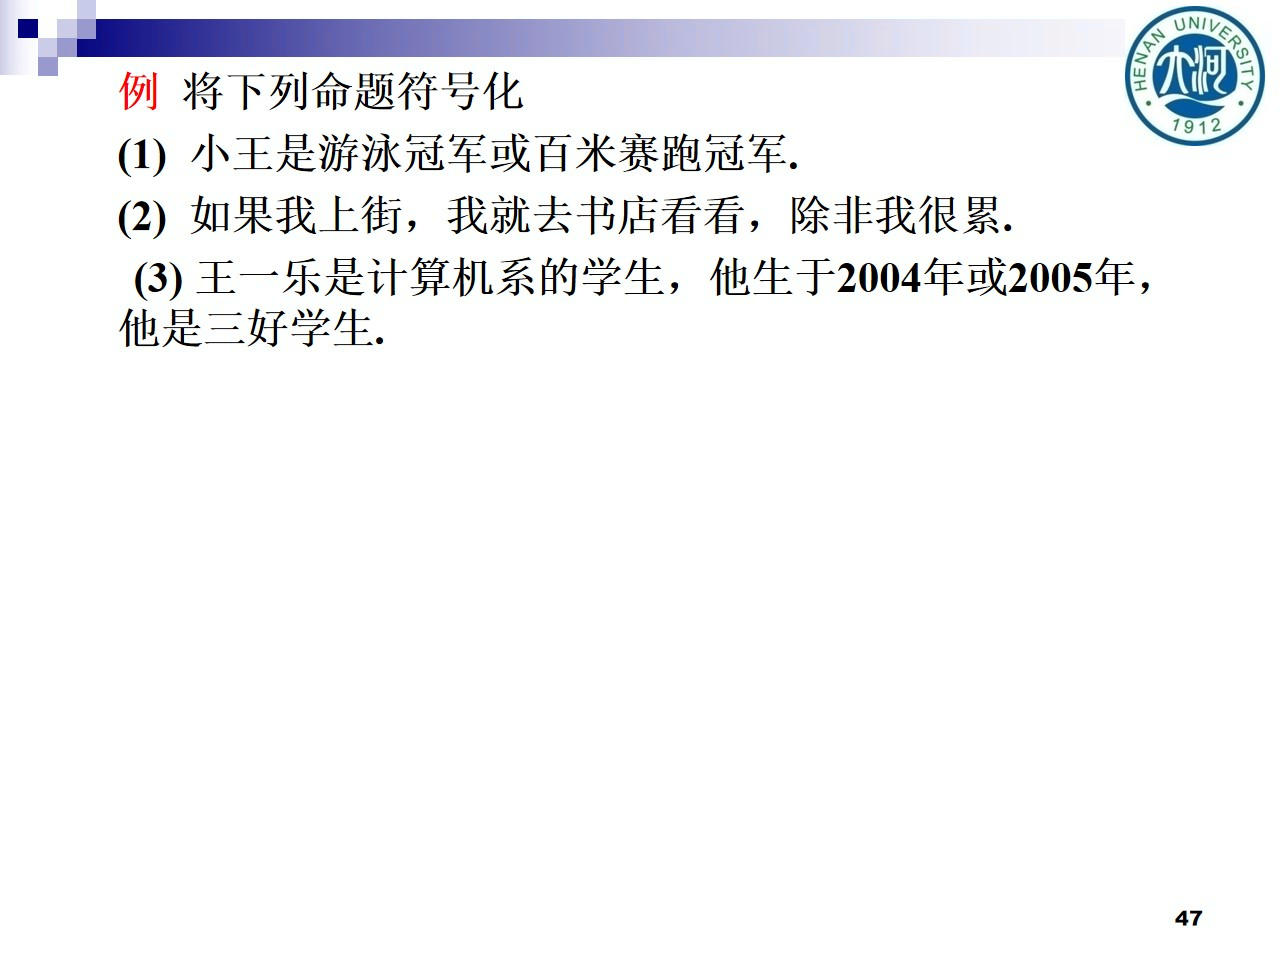 HENAN UNIVERSITY
大河
1912
例 将下列命题符号化
(1) 小王是游泳冠军或百米赛跑冠军.
(2) 如果我上街，我就去书店看看，除非我很累.
(3) 王一乐是计算机系的学生，他生于2004年或2005年，
他是三好学生.
47